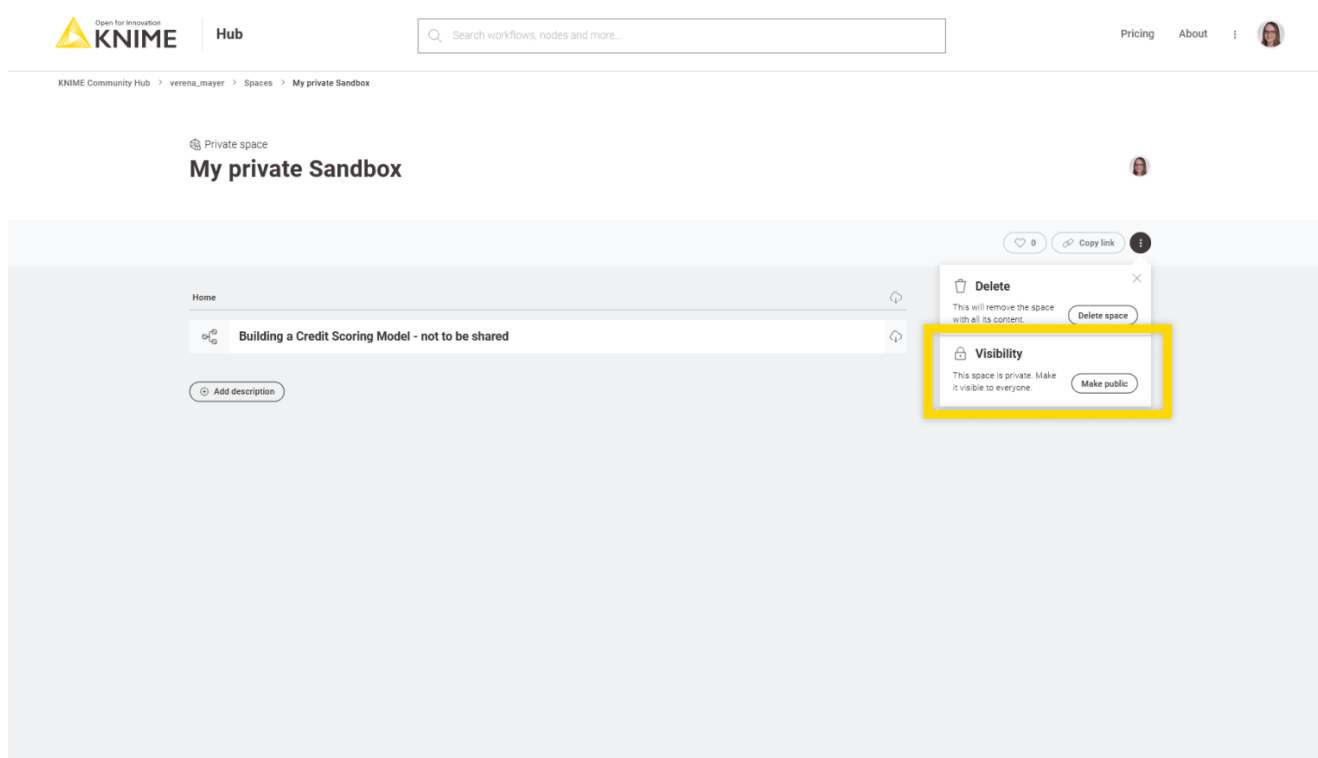 Open for Innovation
KNIME
Hub
Search workflows, nodes and more...
Pricing
About
KNIME Community Hub > verena_mayer > Spaces > My private Sandbox
Private space
My private Sandbox
0
Copy link
Delete
This will remove the space
with all its content.
Delete space
Home
Building a Credit Scoring Model - not to be shared
Visibility
This space is private. Make
it visible to everyone.
Make public
Add description